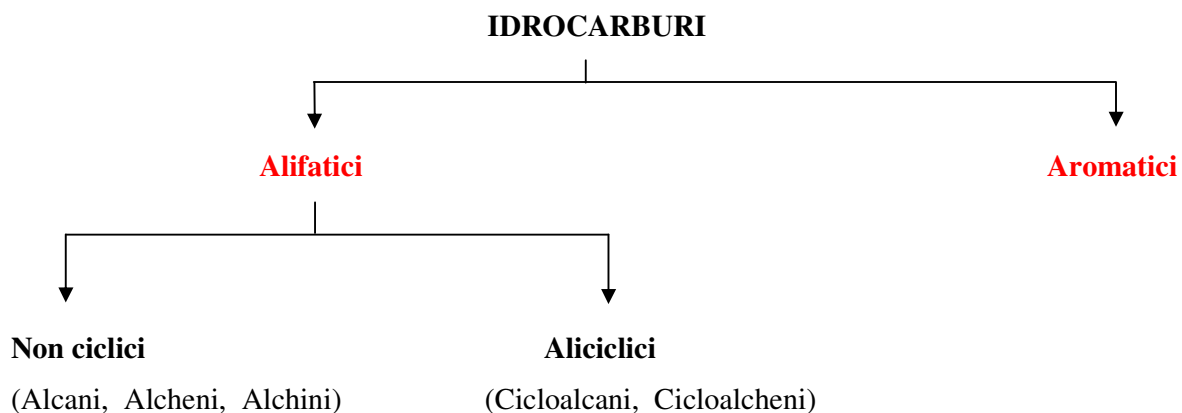 IDROCARBURI
Alifatici Aromatici
Non ciclici Aliciclici
(Alcani, Alcheni, Alchini) (Cicloalcani, Cicloalcheni)